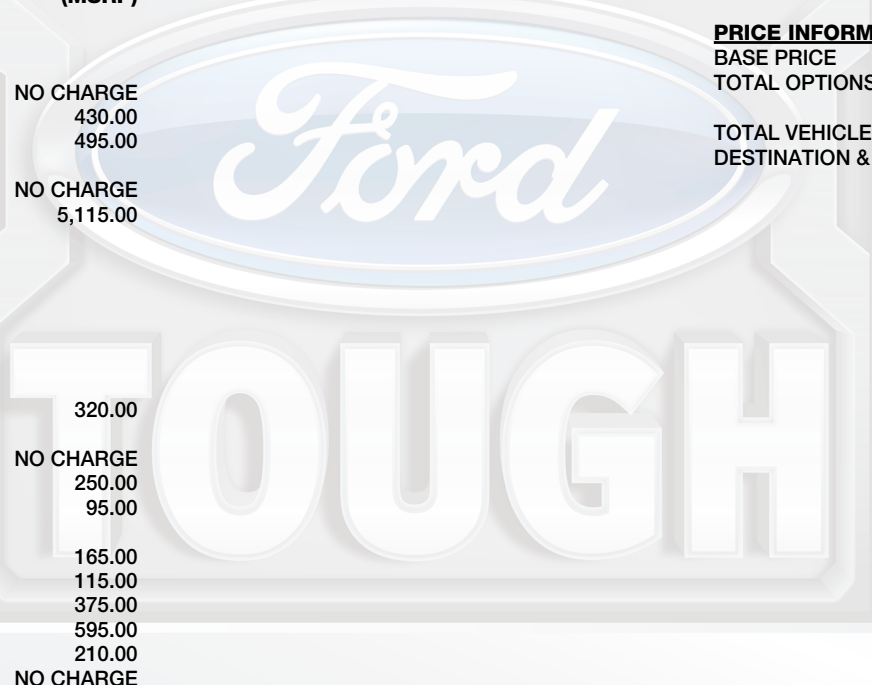 (MSRP)
NO CHARGE
430.00
495.00
NO CHARGE
5,115.00
320.00
NO CHARGE
250.00
95.00
165.00
115.00
375.00
595.00
210.00
NO CHARGE
PRICE INFORM
BASE PRICE
TOTAL OPTIONS
TOTAL VEHICLE
DESTINATION &
Ford
TOUGH